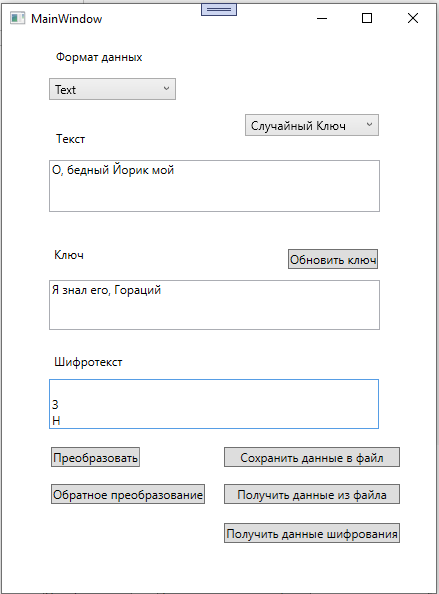 MainWindow
Формат данных
Text
Случайный Ключ
Текст
О, бедный Йорик мой
Ключ
Обновить ключ
Я знал его, Гораций
Шифротекст
З
Н
Преобразовать
Сохранить данные в файл
Обратное преобразование
Получить данные из файла
Получить данные шифрования